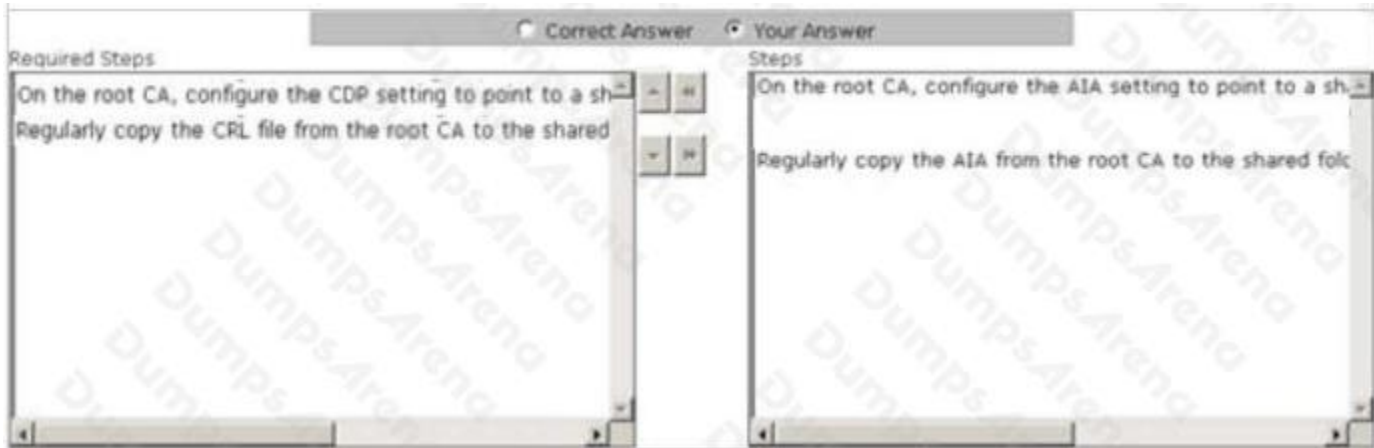 Correct Answer Your Answer
Required Steps
On the root CA, configure the CDP setting to point to a sh
Regularly copy the CRL file from the root CA to the shared
Steps
On the root CA, configure the AIA setting to point to a sh
Regularly copy the AIA from the root CA to the shared folc
DumpsArena